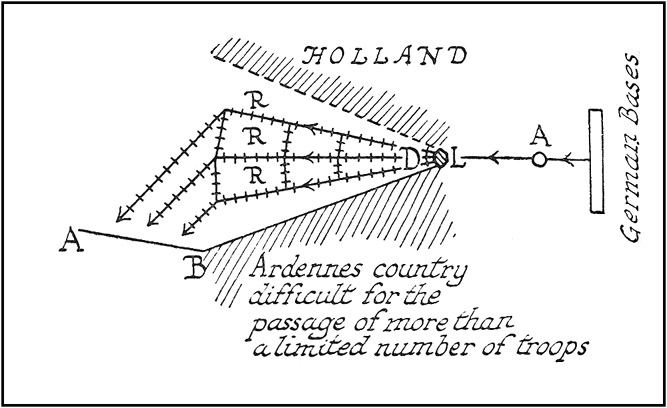 HOLLAND
R
R
R
D
L
A
German Bases
A
B
Ardennes country
difficult for the
passage of more than
a limited number of troops